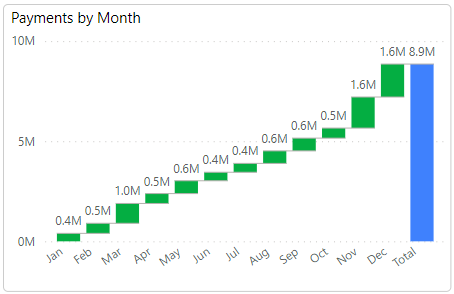 Payments by Month
10M
5M
0M
0.4M
0.5M
1.0M
0.5M
0.6M
0.4M
0.4M
0.6M
0.6M
0.5M
1.6M
1.6M
8.9M
Jan
Feb
Mar
Apr
May
Jun
Jul
Aug
Sep
Oct
Nov
Dec
Total